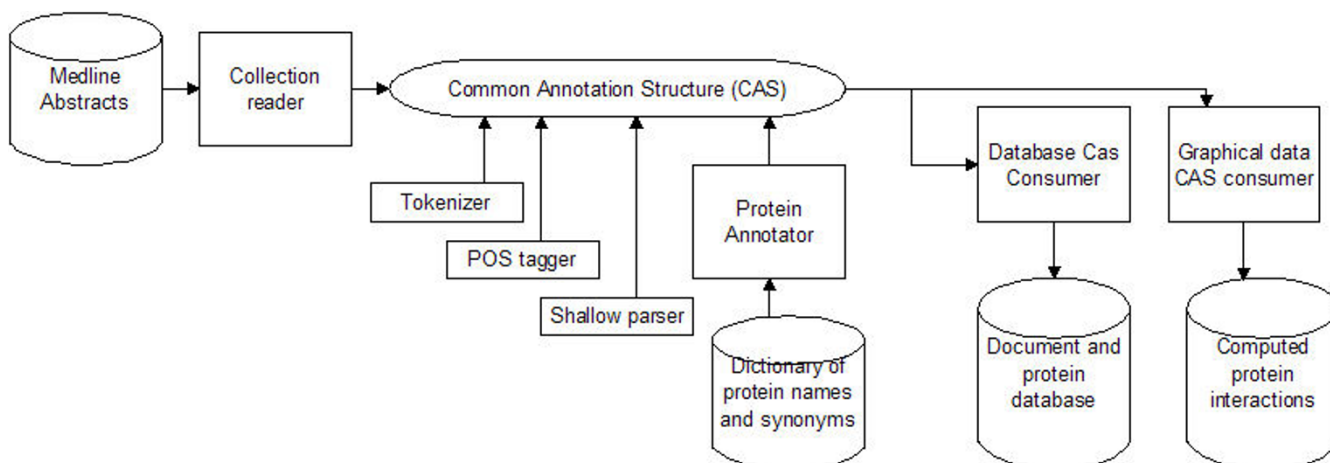 Medline
Abstracts
Collection
reader
Common Annotation Structure (CAS)
Tokenizer
POS tagger
Shallow parser
Protein
Annotator
Dictionary of
protein names
and synonyms
Database Cas
Consumer
Graphical data
CAS consumer
Document and
protein
database
Computed
protein
interactions